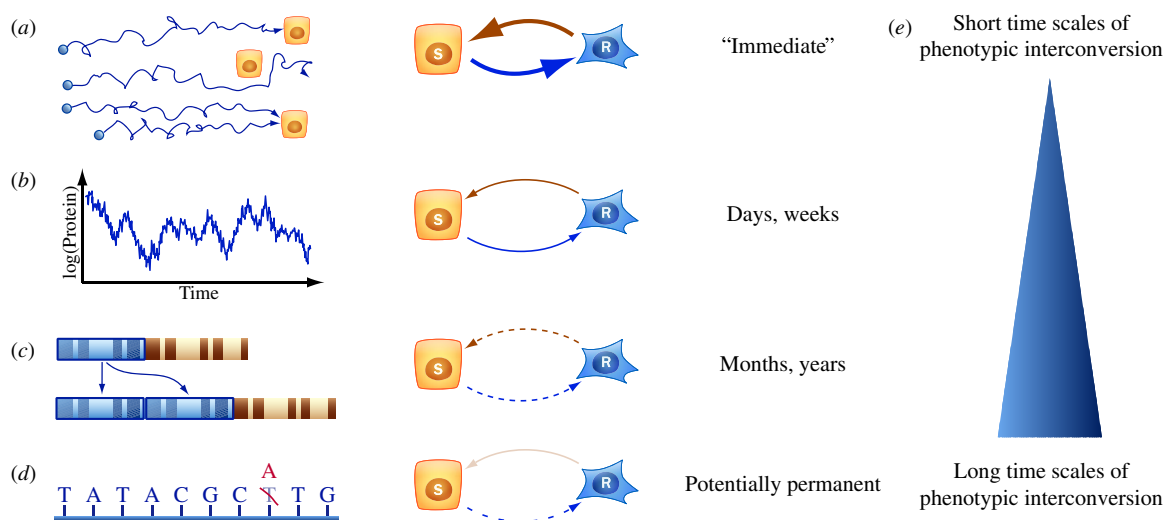 (a)
S
R
“Immediate”
(e)
Short time scales of
phenotypic interconversion
(b)
log(Protein)
Time
S
R
Days, weeks
(c)
S
R
Months, years
(d)
A
T A T A C G C T T G
S
R
Potentially permanent
Long time scales of
phenotypic interconversion